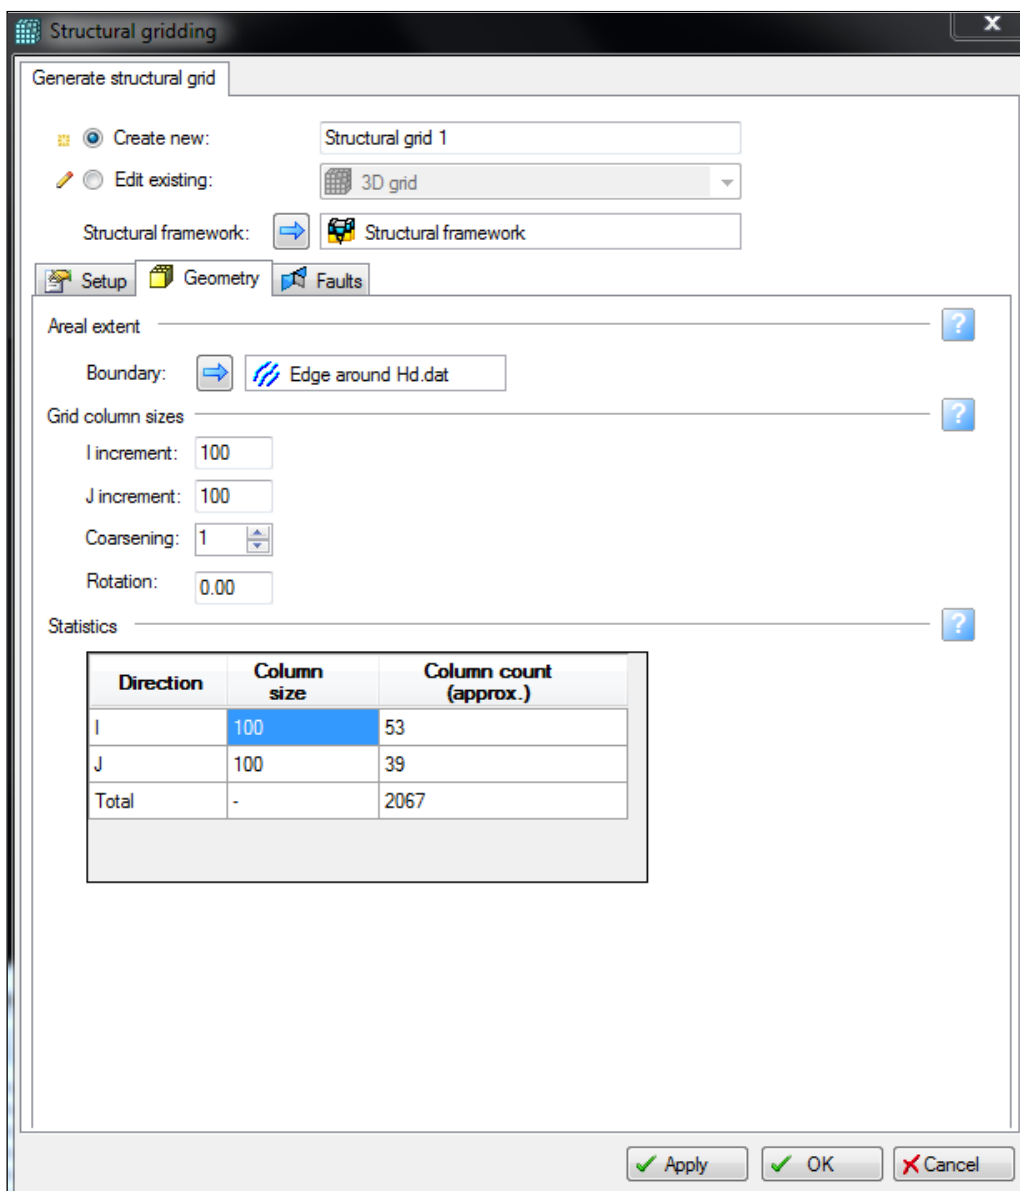 Structural gridding
x
Generate structural grid
Create new: Structural grid 1
Edit existing: 3D grid
Structural framework: Structural framework
Setup Geometry Faults
Areal extent ?
Boundary: Edge around Hd.dat
Grid column sizes ?
I increment: 100
J increment: 100
Coarsening: 1
Rotation: 0.00
Statistics ?
Direction Column size Column count (approx.)
I 100 53
J 100 39
Total - 2067
Apply OK Cancel